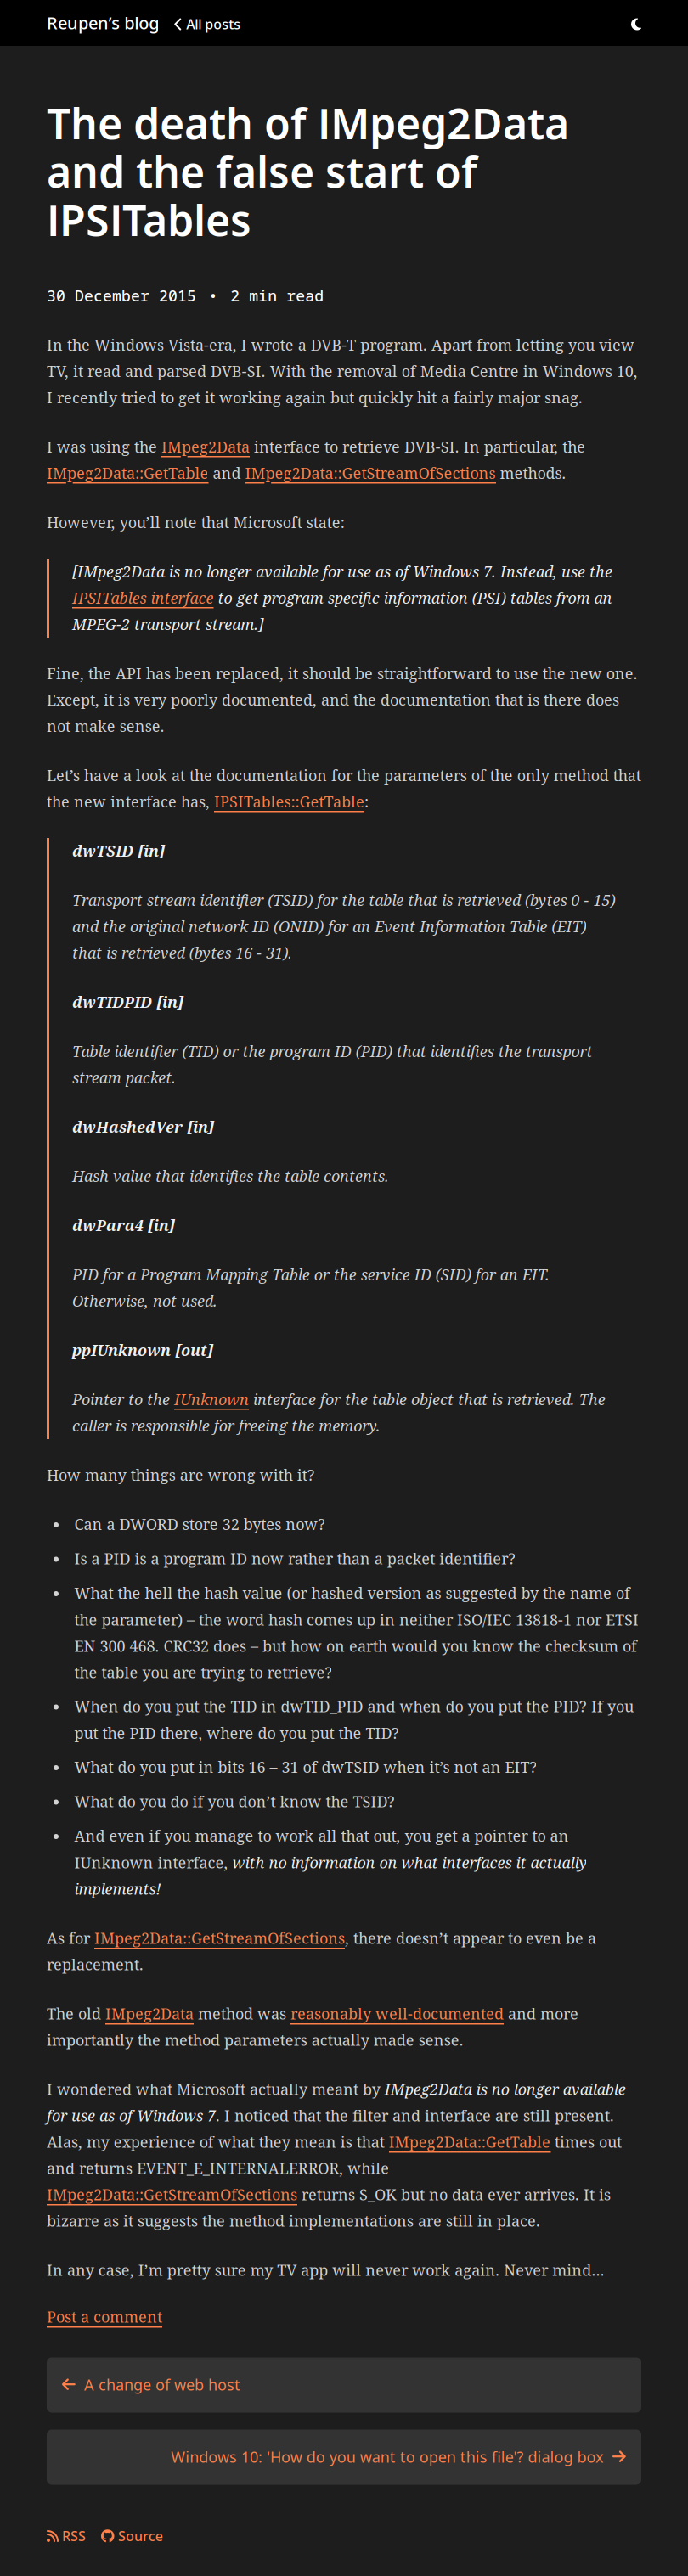 Reupen’s blog All posts
The death of IMpeg2Data
and the false start of
IPSITables
30 December 2015 • 2 min read
In the Windows Vista-era, I wrote a DVB-T program. Apart from letting you view
TV, it read and parsed DVB-SI. With the removal of Media Centre in Windows 10,
I recently tried to get it working again but quickly hit a fairly major snag.
I was using the IMpeg2Data interface to retrieve DVB-SI. In particular, the
IMpeg2Data::GetTable and IMpeg2Data::GetStreamOfSections methods.
However, you’ll note that Microsoft state:
[IMpeg2Data is no longer available for use as of Windows 7. Instead, use the
IPSITables interface to get program specific information (PSI) tables from an
MPEG-2 transport stream.]
Fine, the API has been replaced, it should be straightforward to use the new one.
Except, it is very poorly documented, and the documentation that is there does
not make sense.
Let’s have a look at the documentation for the parameters of the only method that
the new interface has, IPSITables::GetTable:
dwTSID [in]
Transport stream identifier (TSID) for the table that is retrieved (bytes 0 - 15)
and the original network ID (ONID) for an Event Information Table (EIT)
that is retrieved (bytes 16 - 31).
dwTIDPID [in]
Table identifier (TID) or the program ID (PID) that identifies the transport
stream packet.
dwHashedVer [in]
Hash value that identifies the table contents.
dwPara4 [in]
PID for a Program Mapping Table or the service ID (SID) for an EIT.
Otherwise, not used.
ppIUnknown [out]
Pointer to the IUnknown interface for the table object that is retrieved. The
caller is responsible for freeing the memory.
How many things are wrong with it?
• Can a DWORD store 32 bytes now?
• Is a PID is a program ID now rather than a packet identifier?
• What the hell the hash value (or hashed version as suggested by the name of
the parameter) – the word hash comes up in neither ISO/IEC 13818-1 nor ETSI
EN 300 468. CRC32 does – but how on earth would you know the checksum of
the table you are trying to retrieve?
• When do you put the TID in dwTID_PID and when do you put the PID? If you
put the PID there, where do you put the TID?
• What do you put in bits 16 – 31 of dwTSID when it’s not an EIT?
• What do you do if you don’t know the TSID?
• And even if you manage to work all that out, you get a pointer to an
IUnknown interface, with no information on what interfaces it actually
implements!
As for IMpeg2Data::GetStreamOfSections, there doesn’t appear to even be a
replacement.
The old IMpeg2Data method was reasonably well-documented and more
importantly the method parameters actually made sense.
I wondered what Microsoft actually meant by IMpeg2Data is no longer available
for use as of Windows 7. I noticed that the filter and interface are still present.
Alas, my experience of what they mean is that IMpeg2Data::GetTable times out
and returns EVENT_E_INTERNALERROR, while
IMpeg2Data::GetStreamOfSections returns S_OK but no data ever arrives. It is
bizarre as it suggests the method implementations are still in place.
In any case, I’m pretty sure my TV app will never work again. Never mind…
Post a comment
← A change of web host
Windows 10: 'How do you want to open this file'? dialog box →
RSS Source